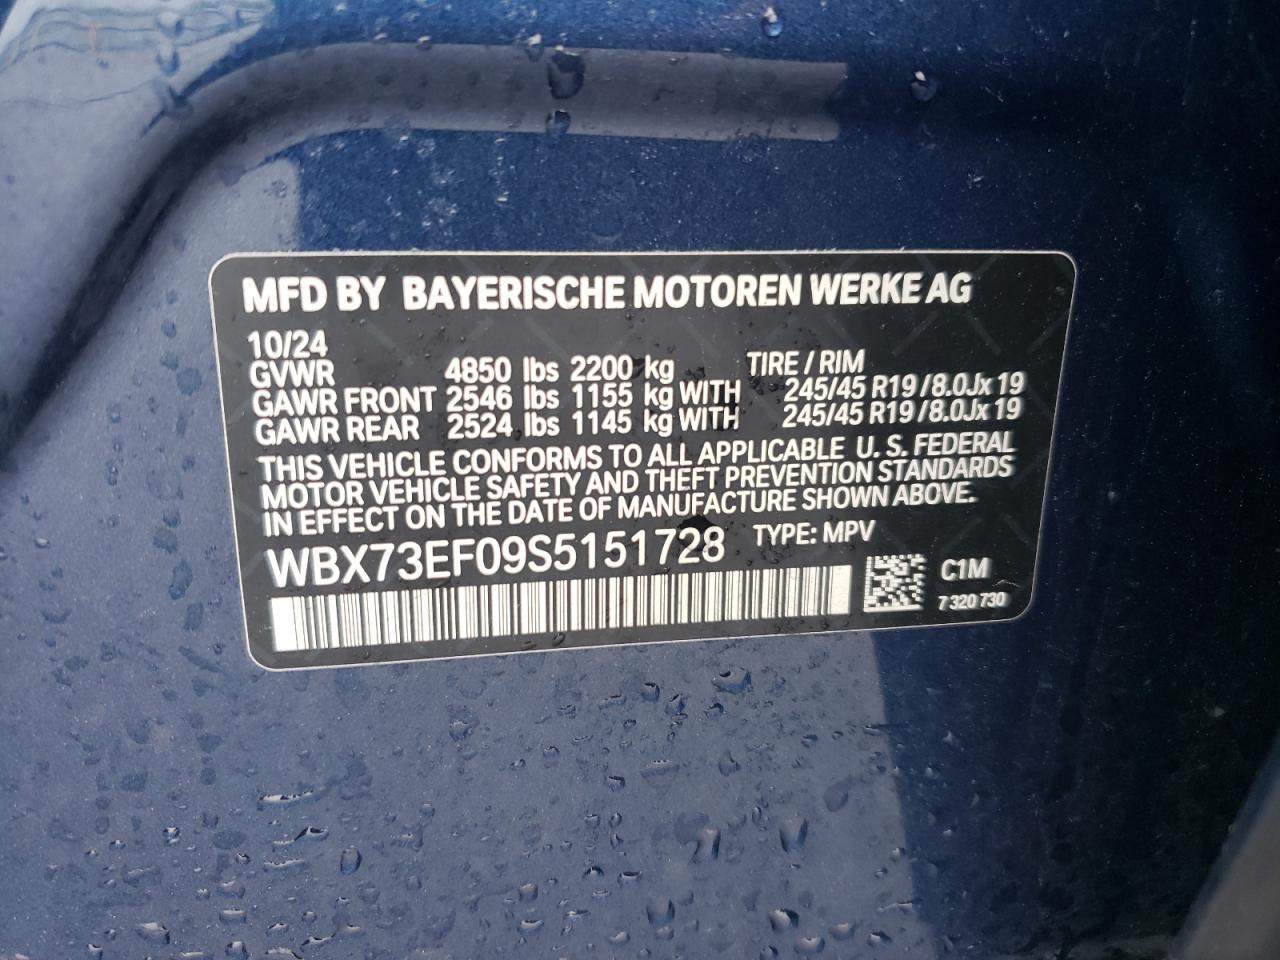 MFD BY BAYERISCHE MOTOREN WERKE AG
10/24
GVWR 4850 lbs 2200 kg TIRE / RIM
GAWR FRONT 2546 lbs 1155 kg WITH 245/45 R19 / 8.0Jx 19
GAWR REAR 2524 lbs 1145 kg WITH 245/45 R19 / 8.0Jx 19
THIS VEHICLE CONFORMS TO ALL APPLICABLE U. S. FEDERAL
MOTOR VEHICLE SAFETY AND THEFT PREVENTION STANDARDS
IN EFFECT ON THE DATE OF MANUFACTURE SHOWN ABOVE.
WBX73EF09S5151728 TYPE: MPV
C1M
7 320 730